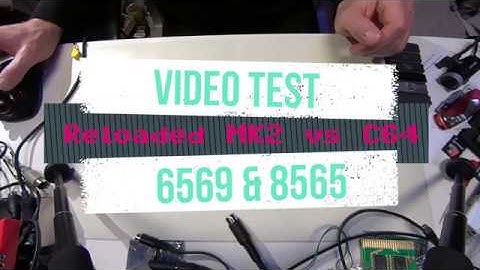 VIDEO TEST
Reloaded MK2 vs C64
6569 & 8565